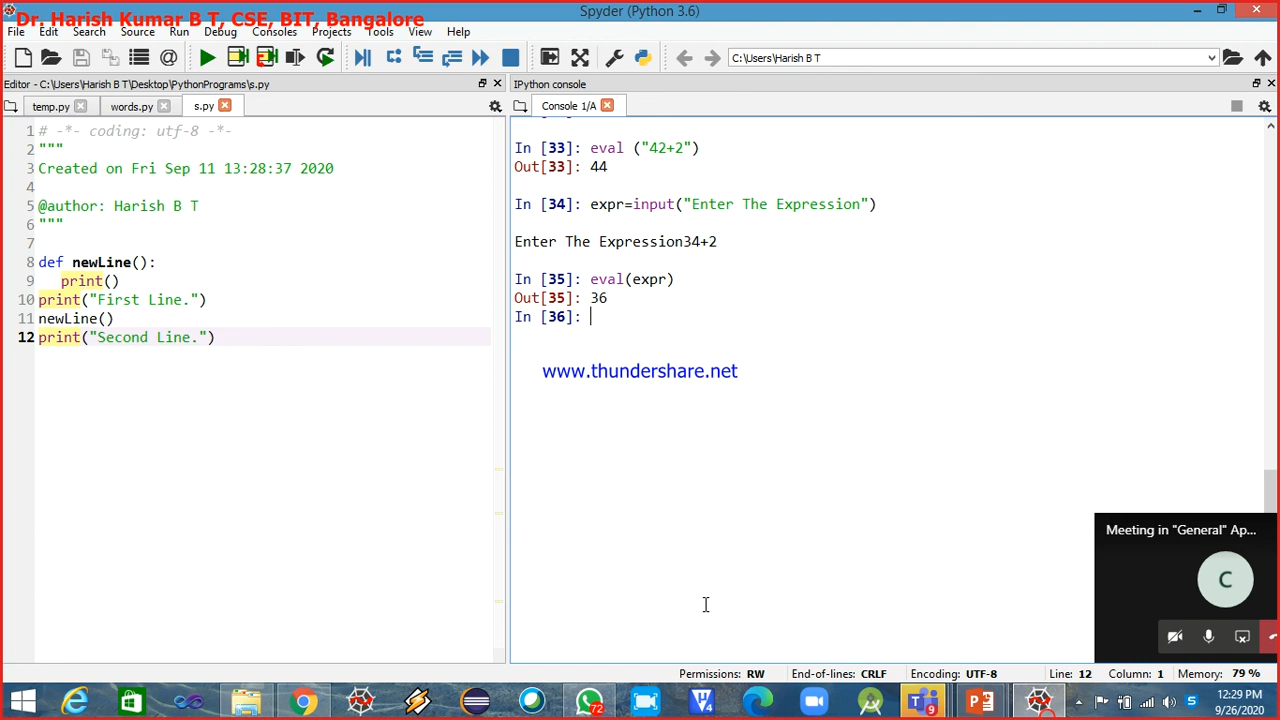 Dr. Harish Kumar B T, CSE, BIT, Bangalore
Spyder (Python 3.6)
File Edit Search Source Run Debug Consoles Projects Tools View Help
C:\Users\Harish B T
Editor - C:\Users\Harish B T\Desktop\PythonPrograms\s.py
IPython console
temp.py words.py s.py
Console 1/A
1 # -*- coding: utf-8 -*-
2 """
3 Created on Fri Sep 11 13:28:37 2020
4
5 @author: Harish B T
6 """
7
8 def newLine():
9 print()
10 print("First Line.")
11 newLine()
12 print("Second Line.")
In [33]: eval ("42+2")
Out[33]: 44
In [34]: expr=input("Enter The Expression")
Enter The Expression34+2
In [35]: eval(expr)
Out[35]: 36
In [36]:
www.thundershare.net
Meeting in "General" Ap...
C
Permissions: RW End-of-lines: CRLF Encoding: UTF-8 Line: 12 Column: 1 Memory: 79 %
72
9
12:29 PM
9/26/2020